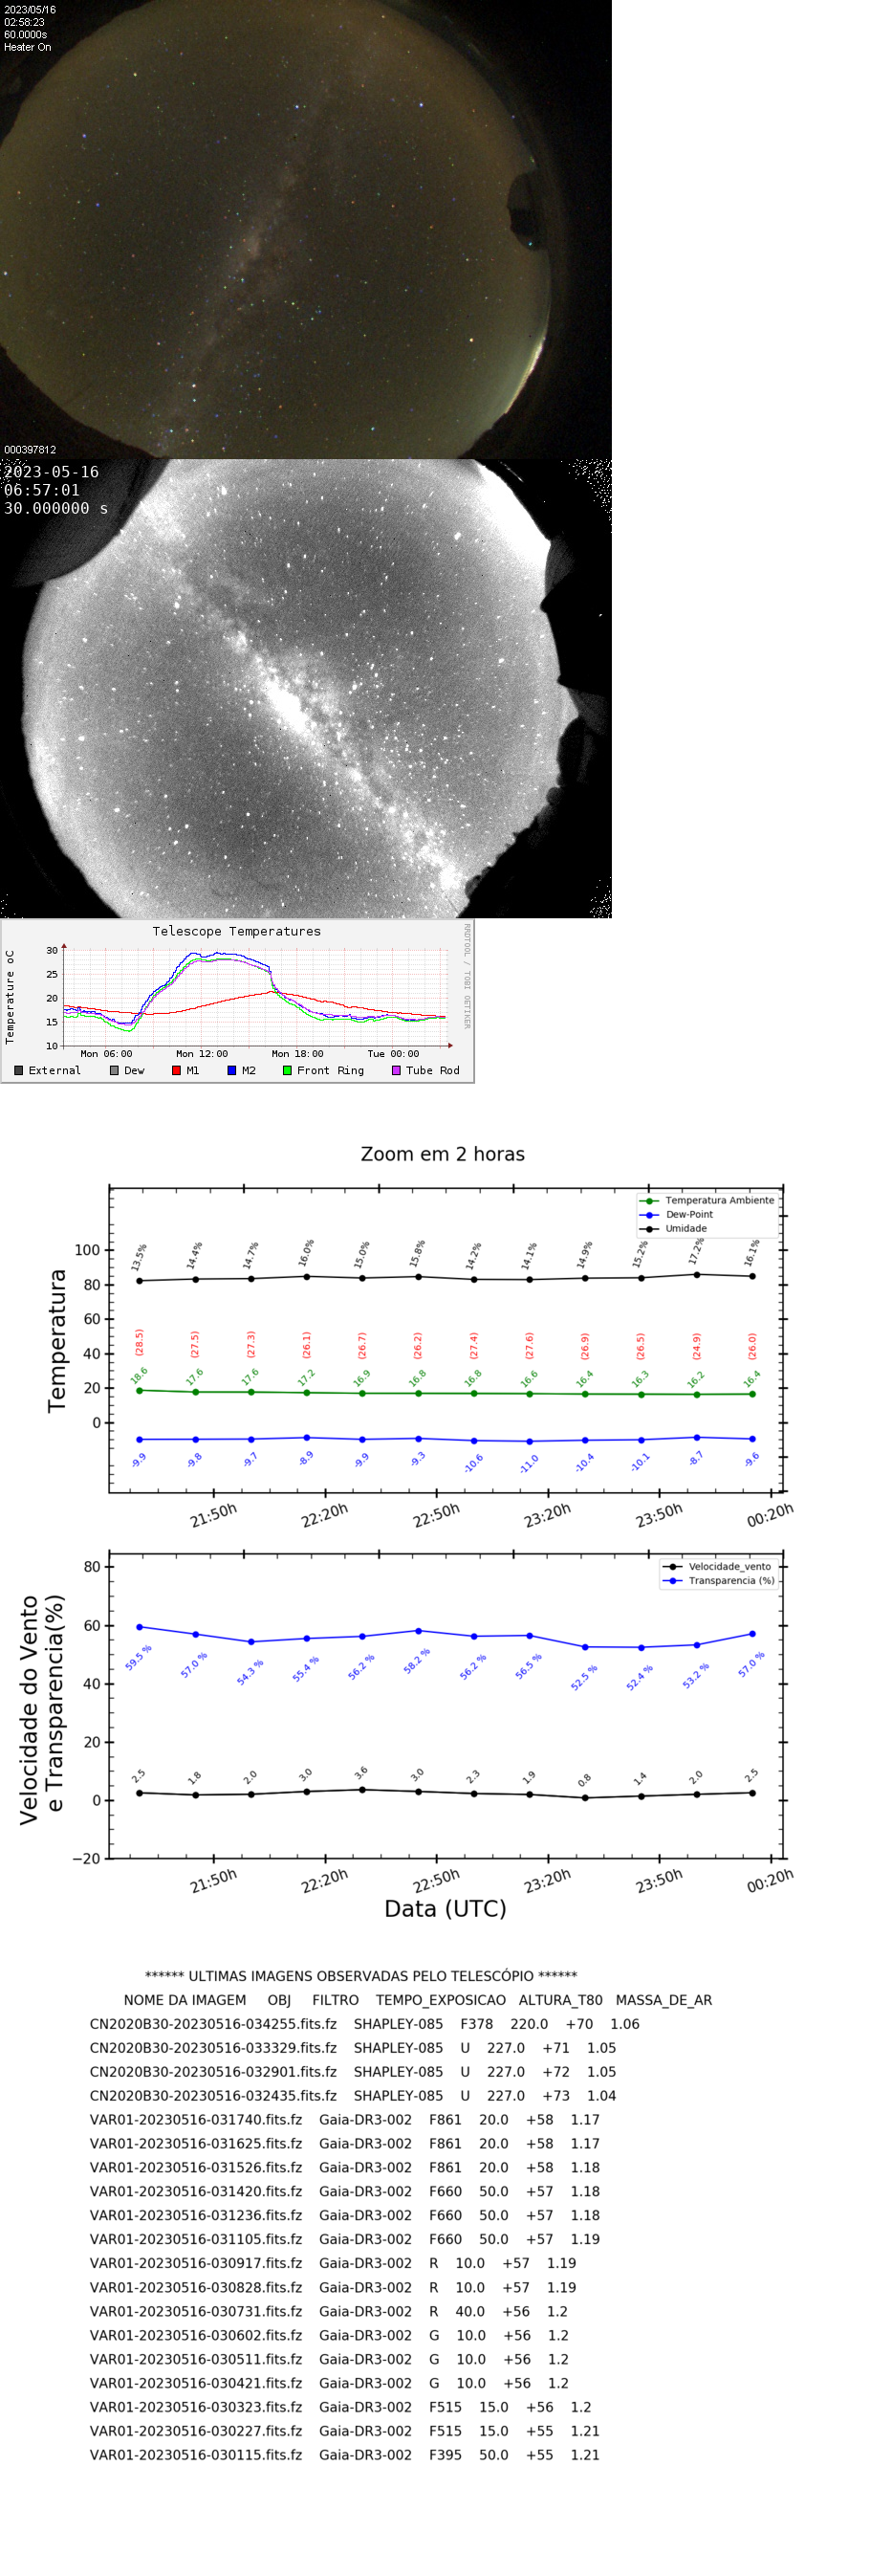 2023/05/16
02:58:23
60.0000s
Heater On
000397812
2023-05-16
06:57:01
30.000000 s
Telescope Temperatures
RRDTOOL / TOBI OETIKER
Temperature oC
30
25
20
15
10
Mon 06:00 Mon 12:00 Mon 18:00 Tue 00:00
External Dew M1 M2 Front Ring Tube Rod
Zoom em 2 horas
Temperatura Ambiente
Dew-Point
Umidade
Temperatura
100
80
60
40
20
0
13.5% 14.4% 14.7% 16.0% 15.0% 15.8% 14.2% 14.1% 14.9% 15.2% 17.2% 16.1%
(28.5) (27.5) (27.3) (26.1) (26.7) (26.2) (27.4) (27.6) (26.9) (26.5) (24.9) (26.0)
18.6 17.6 17.6 17.2 16.9 16.8 16.8 16.6 16.4 16.3 16.2 16.4
-9.9 -9.8 -9.7 -8.9 -9.9 -9.3 -10.6 -11.0 -10.4 -10.1 -8.7 -9.6
21:50h 22:20h 22:50h 23:20h 23:50h 00:20h
Velocidade_vento
Transparencia (%)
Velocidade do Vento
e Transparencia(%)
80
60
40
20
0
−20
59.5 % 57.0 % 54.3 % 55.4 % 56.2 % 58.2 % 56.2 % 56.5 % 52.5 % 52.4 % 53.2 % 57.0 %
2.5 1.8 2.0 3.0 3.6 3.0 2.3 1.9 0.8 1.4 2.0 2.5
21:50h 22:20h 22:50h 23:20h 23:50h 00:20h
Data (UTC)
****** ULTIMAS IMAGENS OBSERVADAS PELO TELESCÓPIO ******
NOME DA IMAGEM OBJ FILTRO TEMPO_EXPOSICAO ALTURA_T80 MASSA_DE_AR
CN2020B30-20230516-034255.fits.fz SHAPLEY-085 F378 220.0 +70 1.06
CN2020B30-20230516-033329.fits.fz SHAPLEY-085 U 227.0 +71 1.05
CN2020B30-20230516-032901.fits.fz SHAPLEY-085 U 227.0 +72 1.05
CN2020B30-20230516-032435.fits.fz SHAPLEY-085 U 227.0 +73 1.04
VAR01-20230516-031740.fits.fz Gaia-DR3-002 F861 20.0 +58 1.17
VAR01-20230516-031625.fits.fz Gaia-DR3-002 F861 20.0 +58 1.17
VAR01-20230516-031526.fits.fz Gaia-DR3-002 F861 20.0 +58 1.18
VAR01-20230516-031420.fits.fz Gaia-DR3-002 F660 50.0 +57 1.18
VAR01-20230516-031236.fits.fz Gaia-DR3-002 F660 50.0 +57 1.18
VAR01-20230516-031105.fits.fz Gaia-DR3-002 F660 50.0 +57 1.19
VAR01-20230516-030917.fits.fz Gaia-DR3-002 R 10.0 +57 1.19
VAR01-20230516-030828.fits.fz Gaia-DR3-002 R 10.0 +57 1.19
VAR01-20230516-030731.fits.fz Gaia-DR3-002 R 40.0 +56 1.2
VAR01-20230516-030602.fits.fz Gaia-DR3-002 G 10.0 +56 1.2
VAR01-20230516-030511.fits.fz Gaia-DR3-002 G 10.0 +56 1.2
VAR01-20230516-030421.fits.fz Gaia-DR3-002 G 10.0 +56 1.2
VAR01-20230516-030323.fits.fz Gaia-DR3-002 F515 15.0 +56 1.2
VAR01-20230516-030227.fits.fz Gaia-DR3-002 F515 15.0 +55 1.21
VAR01-20230516-030115.fits.fz Gaia-DR3-002 F395 50.0 +55 1.21